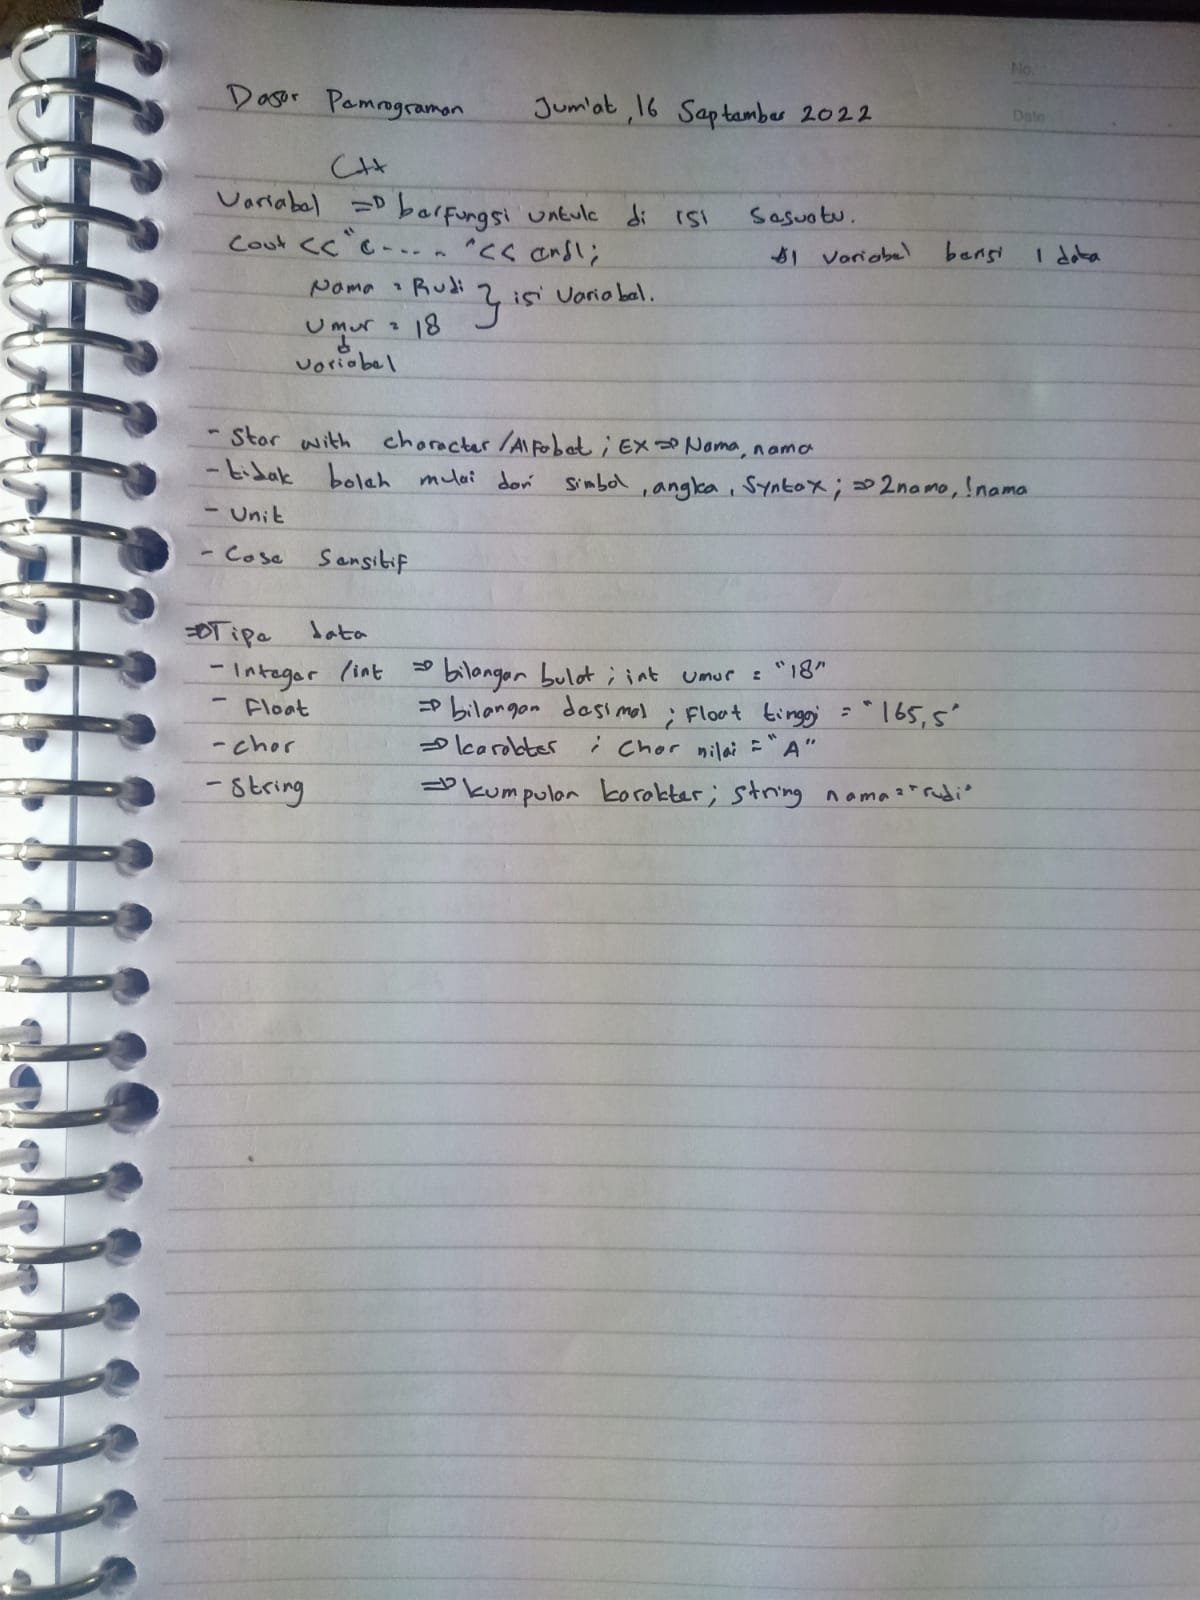 No.
Date
Dasar Pemrograman Jum'at, 16 September 2022
C++
Variabel => berfungsi untuk di isi sesuatu.
Cout << "C---- " << endl; *1 variabel berisi 1 data
Nama = Rudi } isi Variabel.
Umur = 18
Variabel
- Star with character/Alfabet ; EX => Nama, nama
- tidak boleh mulai dari simbol, angka, Syntax ; => 2nama, !nama
- Unit
- Case Sensitif
=> Tipe data
- Integer /int => bilangan bulat ; int umur = "18"
- Float => bilangan desimal ; Float tinggi = "165,5"
- char => karakter ; Char nilai = "A"
- String => kumpulan karakter; string nama = "rudi"